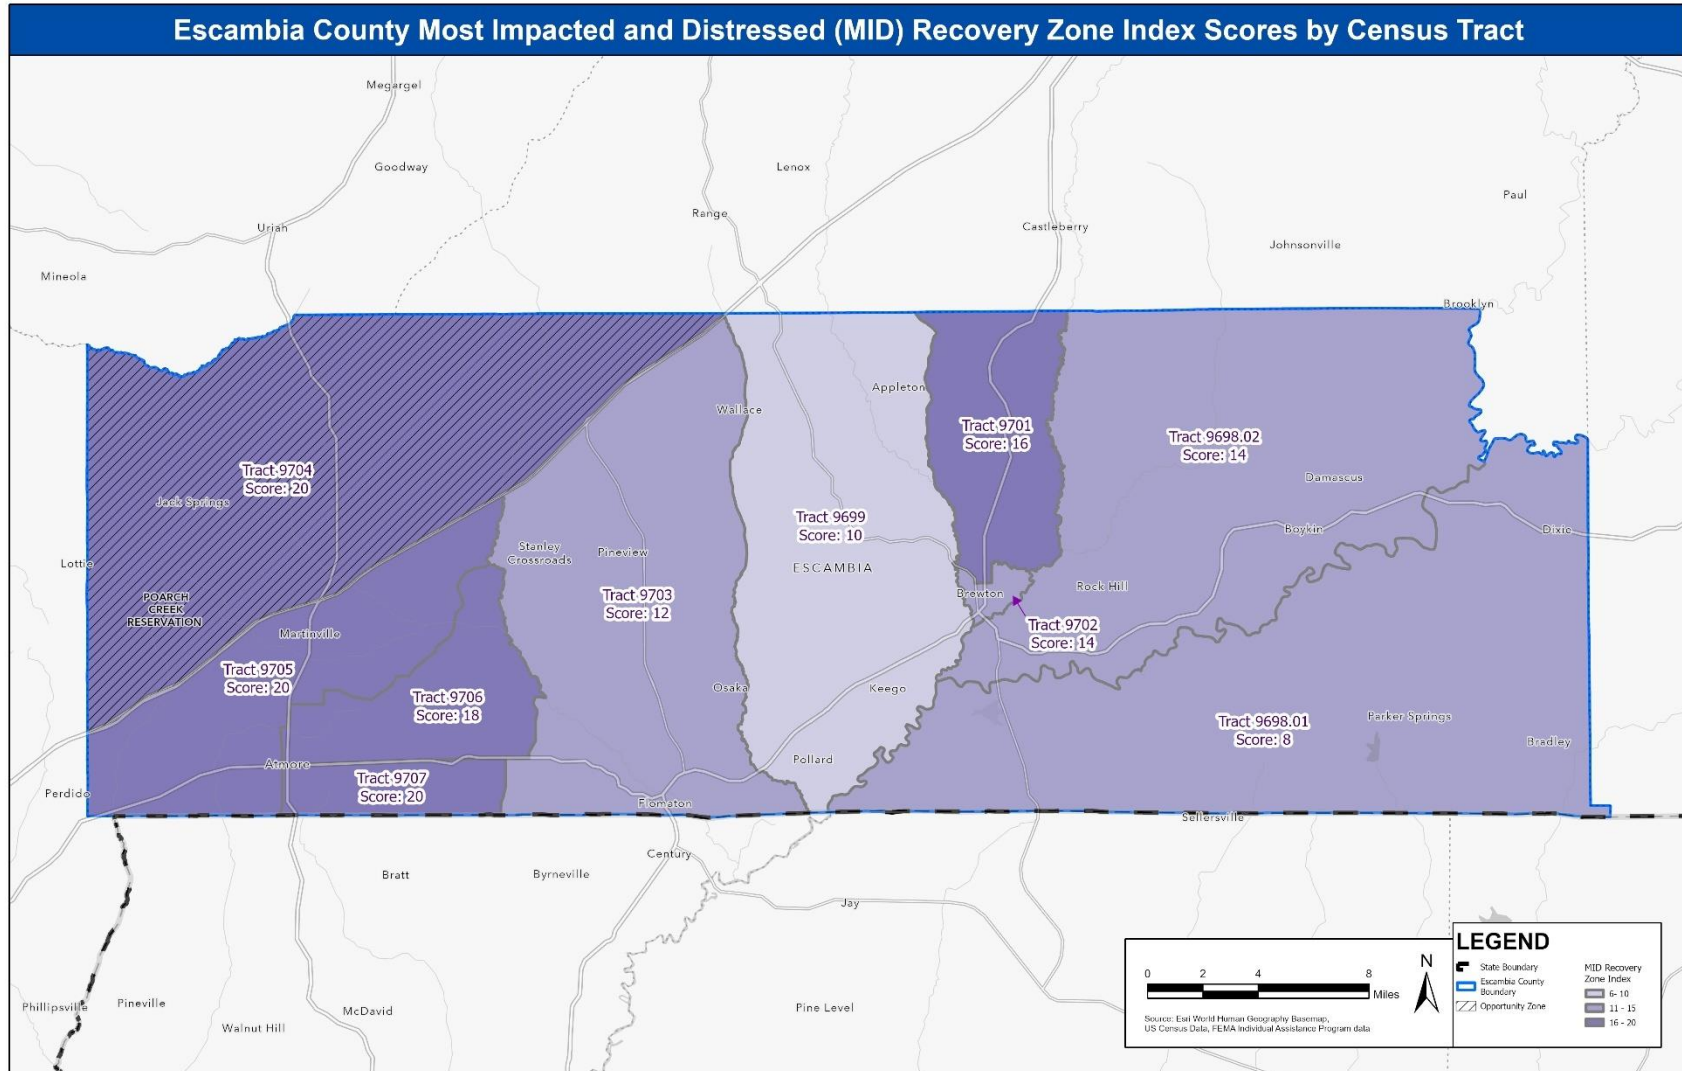 Escambia County Most Impacted and Distressed (MID) Recovery Zone Index Scores by Census Tract
Megargel
Goodway
Lenox
Paul
Range
Uriah
Castleberry
Johnsonville
Mineola
Brooklyn
Appleton
Wallace
Tract 9701
Score: 16
Tract 9698.02
Score: 14
Tract 9704
Score: 20
Jack Springs
Damascus
Tract 9699
Score: 10
Boykin
Dixie
Stanley
Crossroads
Pineview
Lottie
ESCAMBIA
Rock Hill
Brewton
POARCH
CREEK
RESERVATION
Tract 9703
Score: 12
Martinville
Tract 9702
Score: 14
Tract 9705
Score: 20
Osaka
Keego
Tract 9706
Score: 18
Tract 9698.01
Score: 8
Parker Springs
Bradley
Atmore
Pollard
Tract 9707
Score: 20
Perdido
Flomaton
Sellersville
Century
Bratt
Byrneville
Jay
Phillipsville
Pineville
McDavid
Walnut Hill
Pine Level
0 2 4 8
Miles
N
Source: Esri World Human Geography Basemap,
US Census Data, FEMA Individual Assistance Program data
LEGEND
State Boundary
Escambia County
Boundary
Opportunity Zone
MID Recovery
Zone Index
6- 10
11 - 15
16 - 20